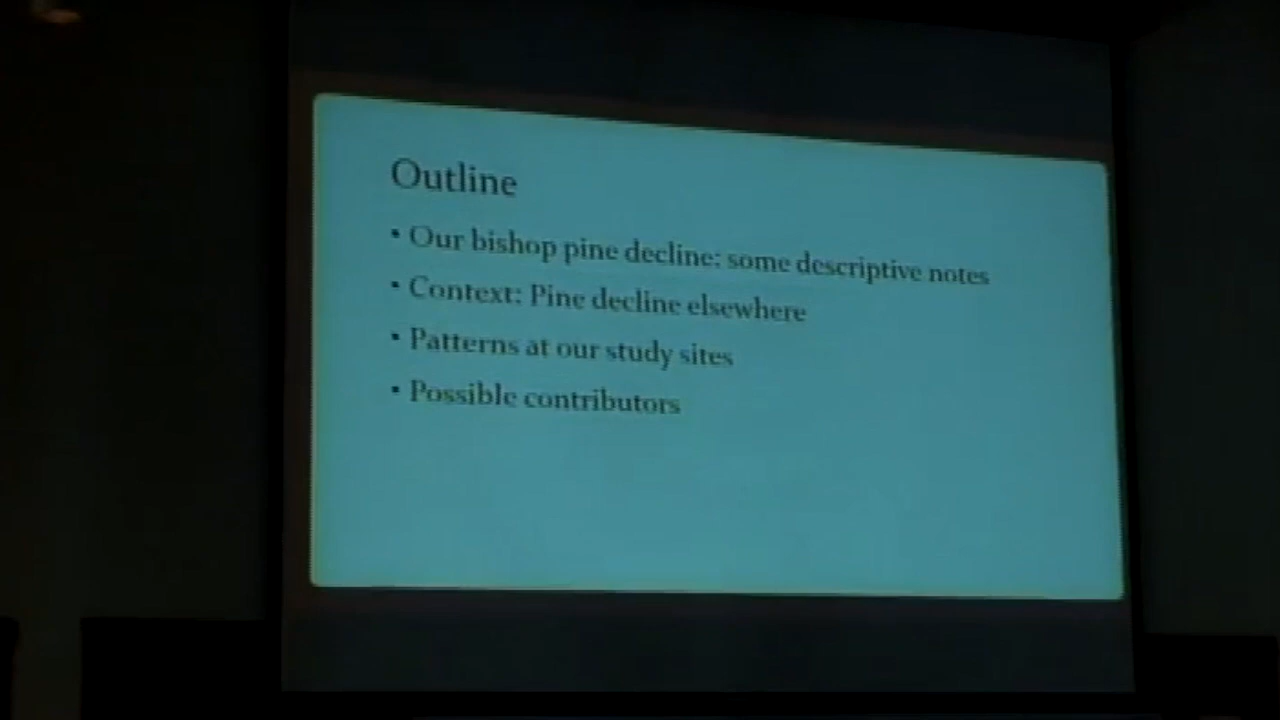 Outline
• Our bishop pine decline: some descriptive notes
• Context: Pine decline elsewhere
• Patterns at our study sites
• Possible contributors